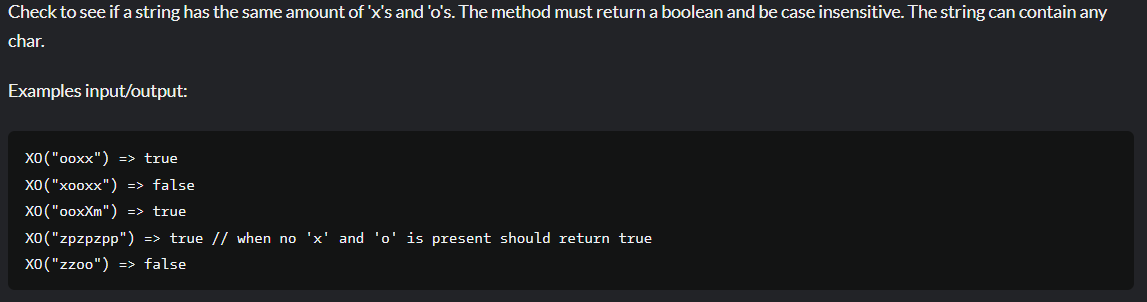 Check to see if a string has the same amount of 'x's and 'o's. The method must return a boolean and be case insensitive. The string can contain any
char.
Examples input/output:
XO("ooxx") => true
XO("xooxx") => false
XO("ooxXm") => true
XO("zpzpzpp") => true // when no 'x' and 'o' is present should return true
XO("zzoo") => false